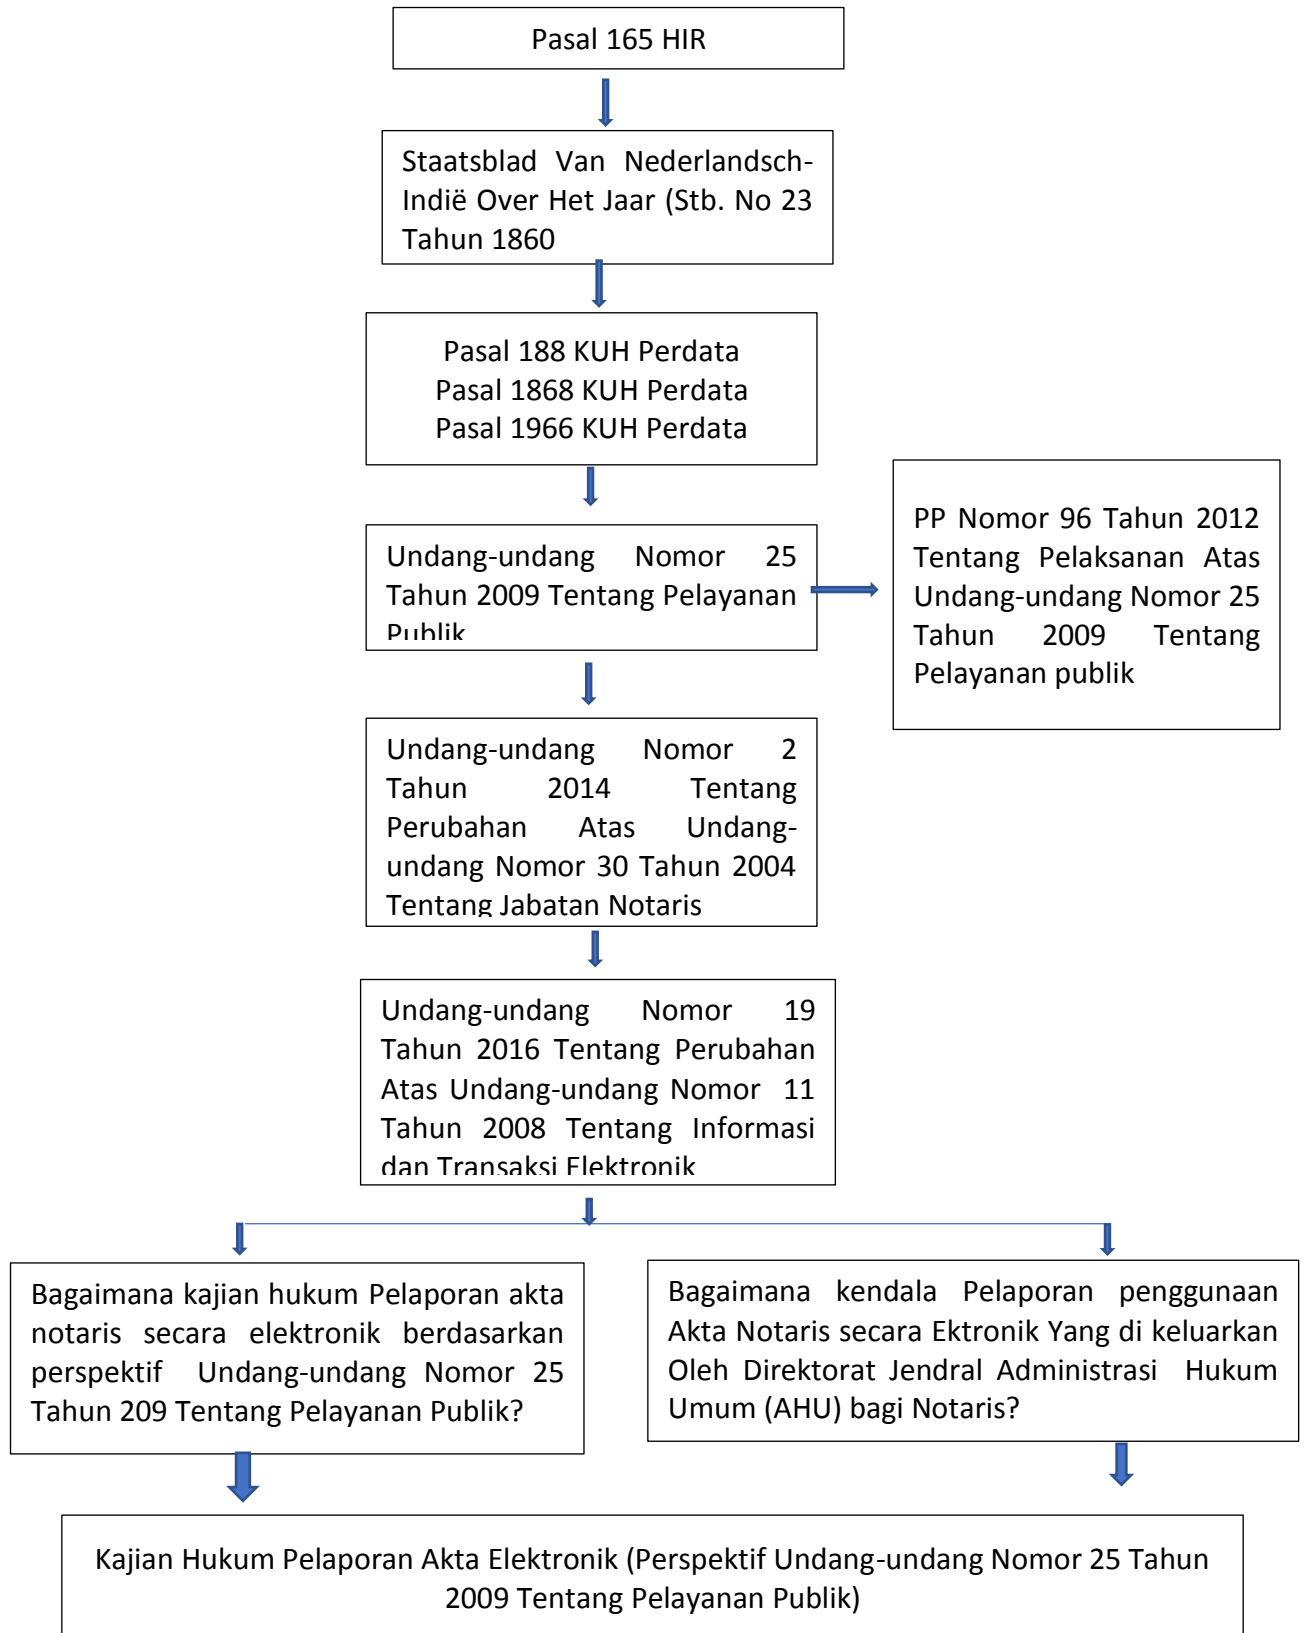 Pasal 165 HIR
Staatsblad Van Nederlandsch-
Indië Over Het Jaar (Stb. No 23
Tahun 1860
Pasal 188 KUH Perdata
Pasal 1868 KUH Perdata
Pasal 1966 KUH Perdata
Undang-undang Nomor 25
Tahun 2009 Tentang Pelayanan
Publik
PP Nomor 96 Tahun 2012
Tentang Pelaksanan Atas
Undang-undang Nomor 25
Tahun 2009 Tentang
Pelayanan publik
Undang-undang Nomor 2
Tahun 2014 Tentang
Perubahan Atas Undang-
undang Nomor 30 Tahun 2004
Tentang Jabatan Notaris
Undang-undang Nomor 19
Tahun 2016 Tentang Perubahan
Atas Undang-undang Nomor 11
Tahun 2008 Tentang Informasi
dan Transaksi Elektronik
Bagaimana kajian hukum Pelaporan akta
notaris secara elektronik berdasarkan
perspektif Undang-undang Nomor 25
Tahun 209 Tentang Pelayanan Publik?
Bagaimana kendala Pelaporan penggunaan
Akta Notaris secara Ektronik Yang di keluarkan
Oleh Direktorat Jendral Administrasi Hukum
Umum (AHU) bagi Notaris?
Kajian Hukum Pelaporan Akta Elektronik (Perspektif Undang-undang Nomor 25 Tahun
2009 Tentang Pelayanan Publik)